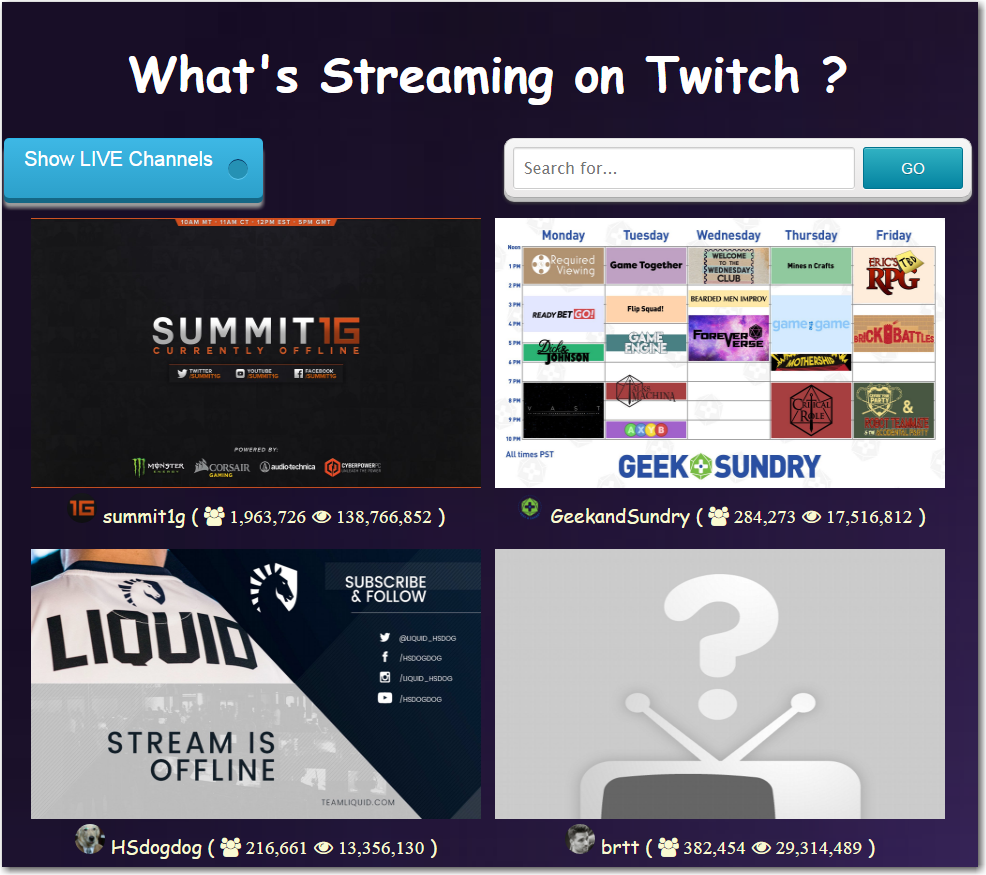 What's Streaming on Twitch ?
Show LIVE Channels
Search for...
GO
10AM MT - 11AM CT - 12PM EST - 5PM GMT
SUMMIT1G
CURRENTLY OFFLINE
TWITTER
/SUMMIT1G
YOUTUBE
/SUMMIT1G
FACEBOOK
/SUMMIT1G
POWERED BY:
MONSTER
ENERGY
CORSAIR
GAMING
audio-technica
CYBERPOWERPC
UNLEASH THE POWER
Monday Tuesday Wednesday Thursday Friday
Noon
1 PM
2 PM
3 PM
4 PM
5 PM
6 PM
7 PM
8 PM
9 PM
10 PM
Required
Viewing
Game Together
WELCOME
TO THE
WEDNESDAY
CLUB
Mines n Crafts
ERIC'S
TBD
RPG
READY BET GO!
Flip Squad!
BEARDED MEN IMPROV
FOREVER
VERSE
game the game
BRICK BATTLES
Dick &
JOHNSON
GAME
ENGINE
MOTHERSHIP
VAST
MACHINA
AXYB
CRITICAL
ROLE
&
All times PST
GEEK & SUNDRY
summit1g ( 1,963,726 138,766,852 )
GeekandSundry ( 284,273 17,516,812 )
LIQUID
SUBSCRIBE
& FOLLOW
@LIQUID_HSDOG
/HSDOGDOG
/LIQUID_HSDOG
/HSDOGDOG
STREAM IS
OFFLINE
TEAMLIQUID.COM
?
HSdogdog ( 216,661 13,356,130 )
brtt ( 382,454 29,314,489 )